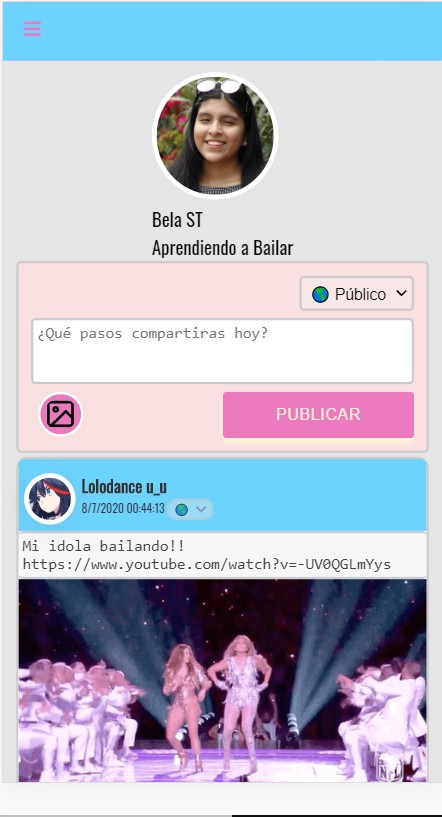 Bela ST
Aprendiendo a Bailar
Público
¿Qué pasos compartiras hoy?
PUBLICAR
Lolodance u_u
8/7/2020 00:44:13
Mi idola bailando!!
https://www.youtube.com/watch?v=-UV0QGLmYys